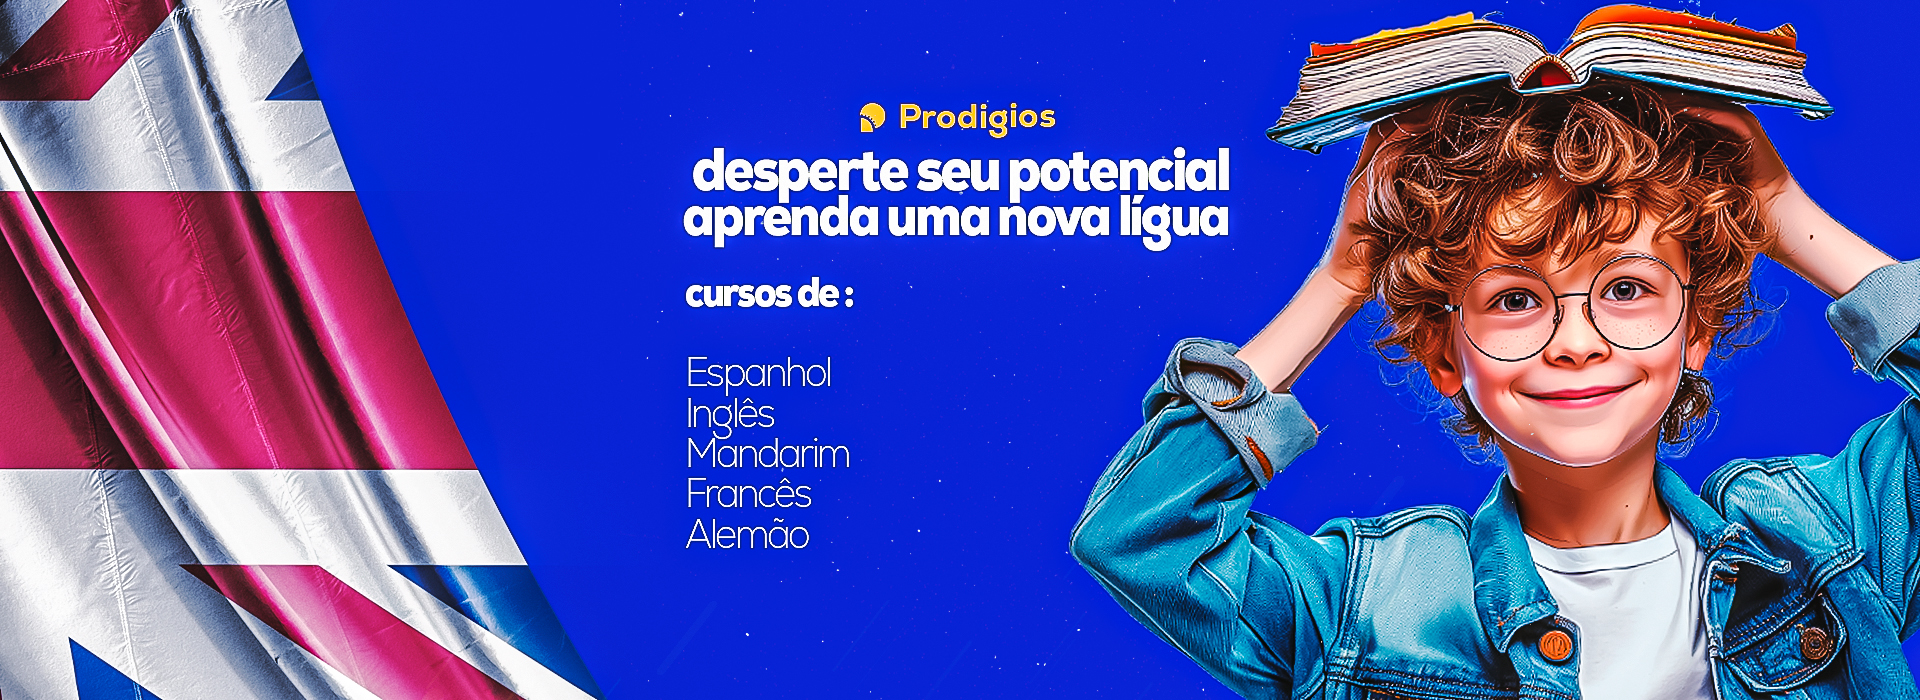 Prodigios
desperte seu potencial
aprenda uma nova lígua
cursos de :
Espanhol
Inglês
Mandarim
Francês
Alemão